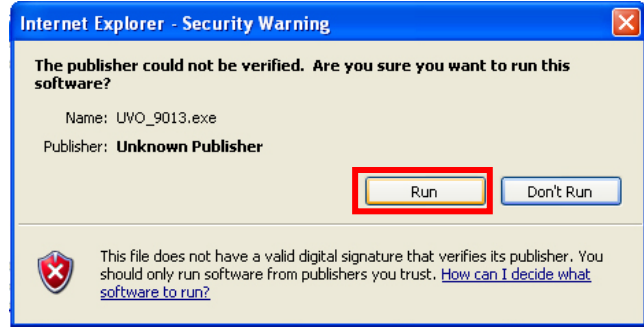 Internet Explorer - Security Warning
The publisher could not be verified.  Are you sure you want to run this
software?
Name: UVO_9013.exe
Publisher: Unknown Publisher
Run Don't Run
This file does not have a valid digital signature that verifies its publisher. You
should only run software from publishers you trust. How can I decide what
software to run?